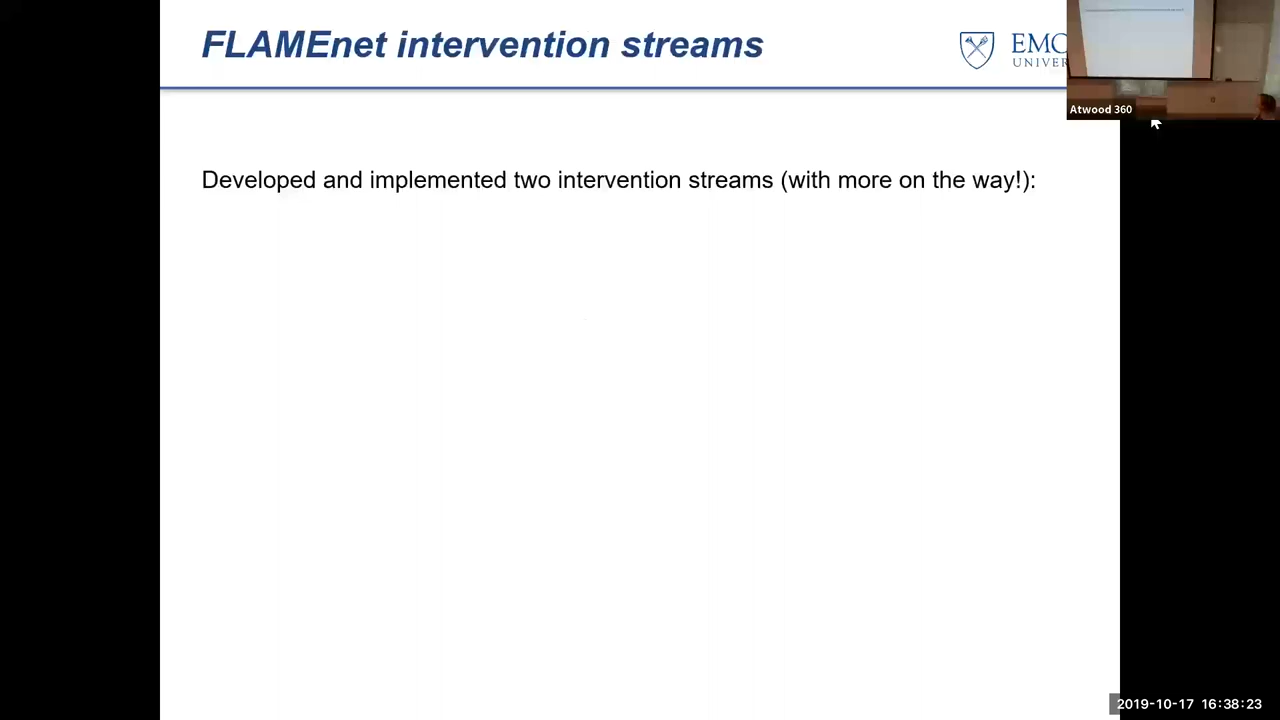 FLAMEnet intervention streams
EMO
UNIVER
Atwood 360
Developed and implemented two intervention streams (with more on the way!):
2019-10-17 16:38:23